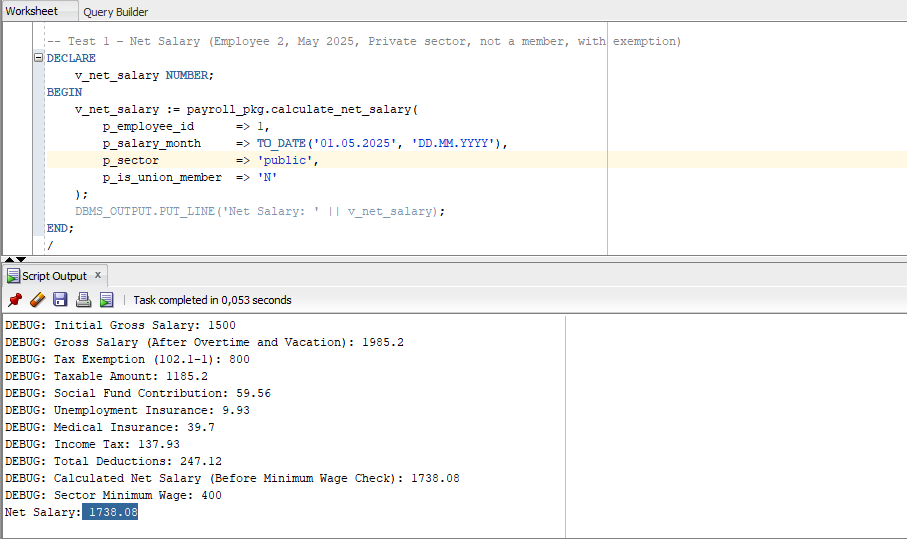 Worksheet Query Builder
-- Test 1 - Net Salary (Employee 2, May 2025, Private sector, not a member, with exemption)
DECLARE
v_net_salary NUMBER;
BEGIN
v_net_salary := payroll_pkg.calculate_net_salary(
p_employee_id => 1,
p_salary_month => TO_DATE('01.05.2025', 'DD.MM.YYYY'),
p_sector => 'public',
p_is_union_member => 'N'
);
DBMS_OUTPUT.PUT_LINE('Net Salary: ' || v_net_salary);
END;
/
Script Output x
Task completed in 0,053 seconds
DEBUG: Initial Gross Salary: 1500
DEBUG: Gross Salary (After Overtime and Vacation): 1985.2
DEBUG: Tax Exemption (102.1-1): 800
DEBUG: Taxable Amount: 1185.2
DEBUG: Social Fund Contribution: 59.56
DEBUG: Unemployment Insurance: 9.93
DEBUG: Medical Insurance: 39.7
DEBUG: Income Tax: 137.93
DEBUG: Total Deductions: 247.12
DEBUG: Calculated Net Salary (Before Minimum Wage Check): 1738.08
DEBUG: Sector Minimum Wage: 400
Net Salary: 1738.08